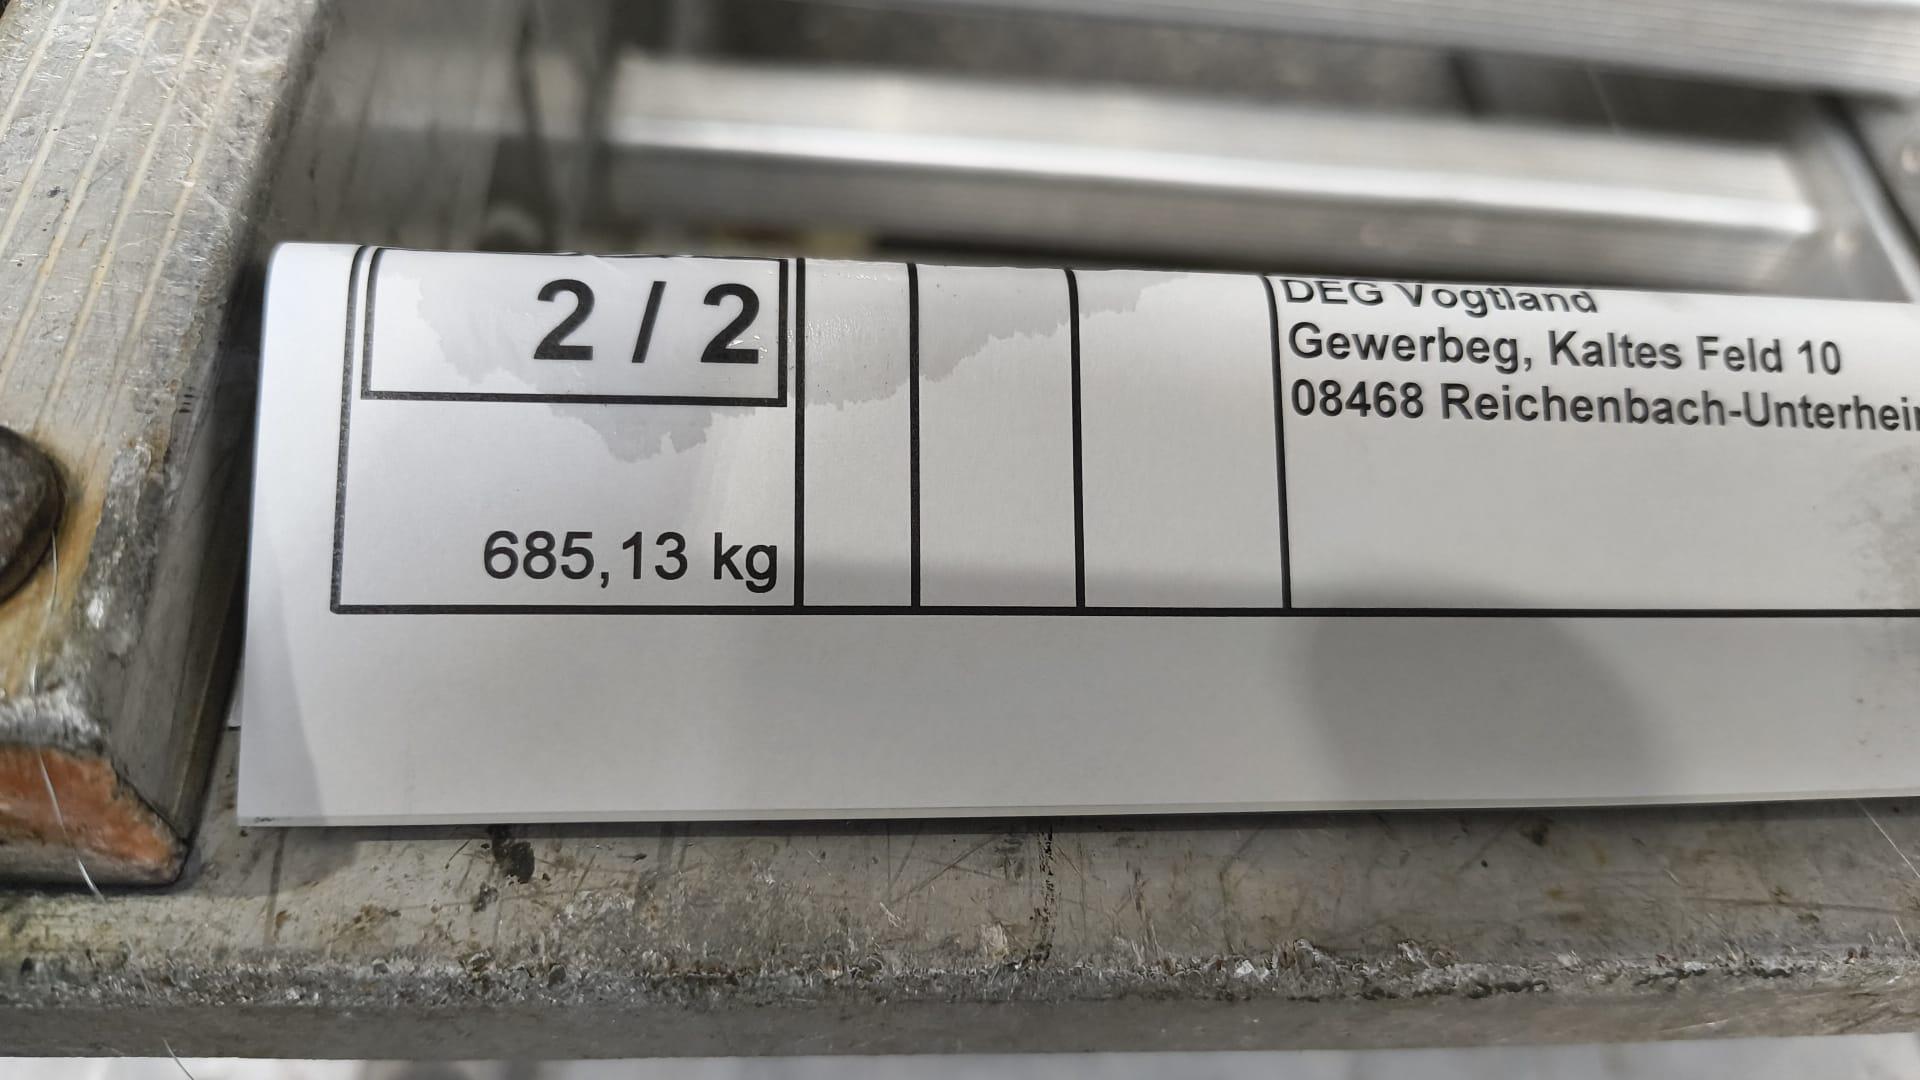 2 / 2
685,13 kg
DEG Vogtland
Gewerbeg, Kaltes Feld 10
08468 Reichenbach-Unterhei